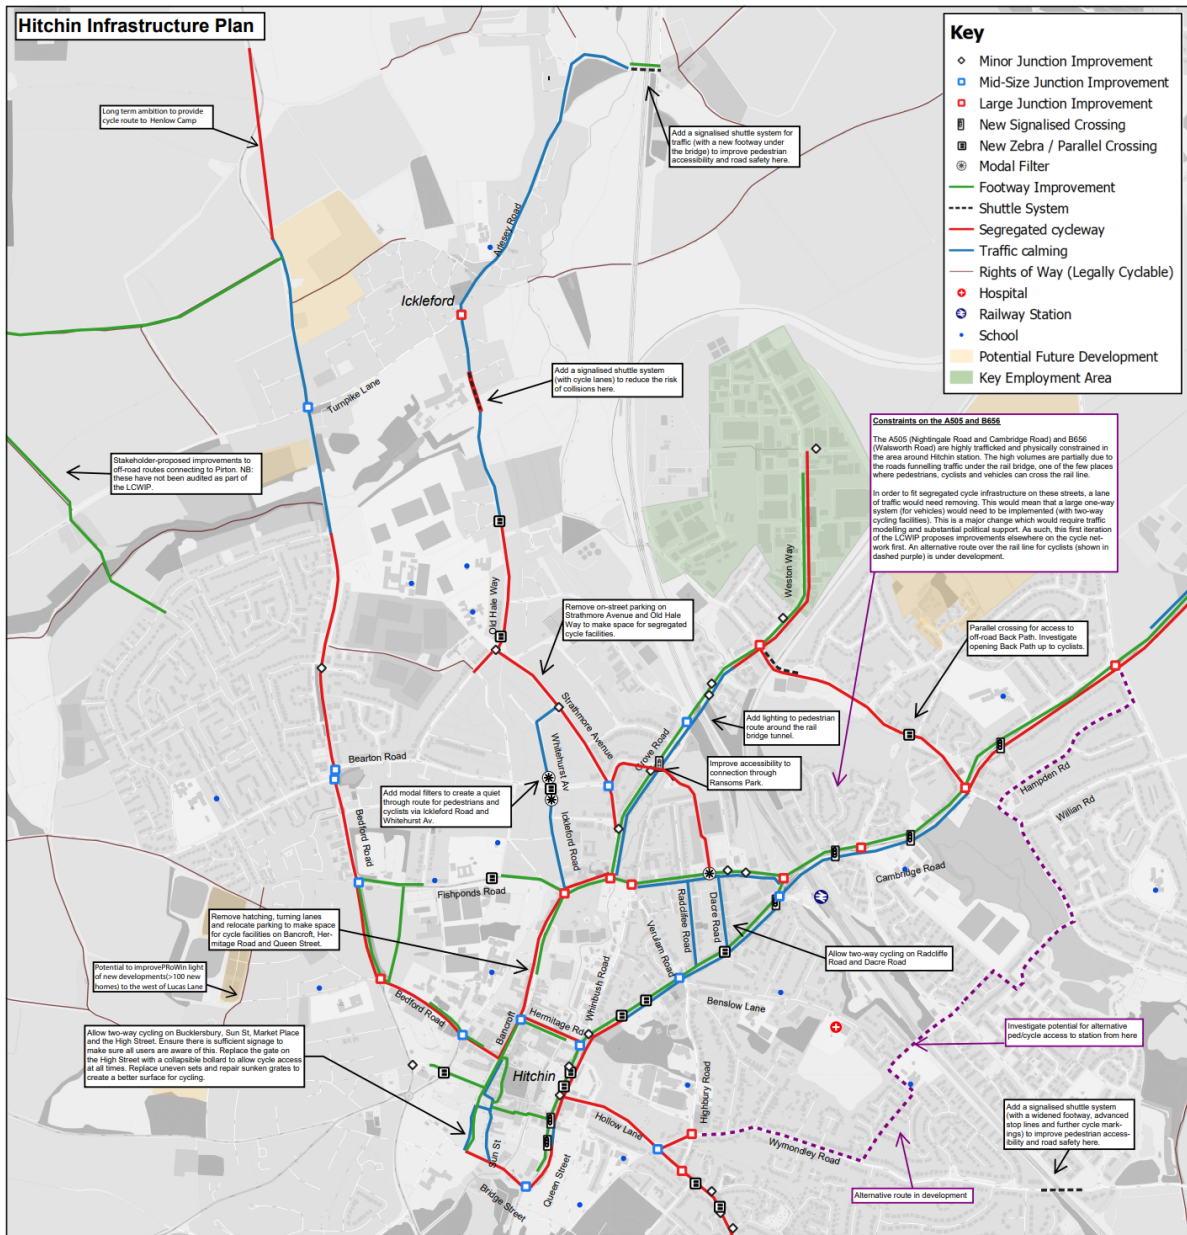 Hitchin Infrastructure Plan
Key
Minor Junction Improvement
Mid-Size Junction Improvement
Large Junction Improvement
New Signalised Crossing
New Zebra / Parallel Crossing
Modal Filter
Footway Improvement
Shuttle System
Segregated cycleway
Traffic calming
Rights of Way (Legally Cyclable)
Hospital
Railway Station
School
Potential Future Development
Key Employment Area
Long term ambition to provide
cycle route to Henlow Camp
Add a signalised shuttle system for
traffic (with a new footway under
the bridge) to improve pedestrian
accessibility and road safety here.
Arlesey Road
Ickleford
Turnpike Lane
Add a signalised shuttle system
(with cycle lanes) to reduce the risk
of collisions here.
Constraints on the A505 and B656
The A505 (Nightingale Road and Cambridge Road) and B656
(Walsworth Road) are highly trafficked and physically constrained in
the area around Hitchin station. The high volumes are partially due to
the roads funnelling traffic under the rail bridge, one of the few places
where pedestrians, cyclists and vehicles can cross the rail line.
In order to fit segregated cycle infrastructure on these streets, a lane
of traffic would need removing. This would mean that a large one-way
system (for vehicles) would need to be implemented (with two-way
cycling facilities). This is a major change which would require traffic
modelling and substantial political support. As such, this first iteration
of the LCWIP proposes improvements elsewhere on the cycle net-
work first. An alternative route over the rail line for cyclists (shown in
dashed purple) is under development.
Stakeholder-proposed improvements to
off-road routes connecting to Pirton. NB:
these have not been audited as part of
the LCWIP.
Weston Way
Old Hale Way
Remove on-street parking on
Strathmore Avenue and Old Hale
Way to make space for segregated
cycle facilities.
Parallel crossing for access to
off-road Back Path. Investigate
opening Back Path up to cyclists.
Strathmore Avenue
Add lighting to pedestrian
route around the rail
bridge tunnel.
Whitehurst Av
Grove Road
Bearton Road
Improve accessibility to
connection through
Ransoms Park.
Hampden Rd
Willian Rd
Add modal filters to create a quiet
through route for pedestrians and
cyclists via Ickleford Road and
Whitehurst Av.
Bedford Road
Ickleford Road
Cambridge Road
Fishponds Road
Radcliffee Road
Dacre Road
Verulam Road
Remove hatching, turning lanes
and relocate parking to make space
for cycle facilities on Bancroft, Her-
mitage Road and Queen Street.
Allow two-way cycling on Radcliffe
Road and Dacre Road
Potential to improvePRoWin light
of new developments(>100 new
homes) to the west of Lucas Lane
Whinbush Road
Bedford Road
Bancroft
Hermitage Rd
Benslow Lane
Allow two-way cycling on Bucklersbury, Sun St, Market Place
and the High Street. Ensure there is sufficient signage to
make sure all users are aware of this. Replace the gate on
the High Street with a collapsible bollard to allow cycle access
at all times. Replace uneven sets and repair sunken grates to
create a better surface for cycling.
Investigate potential for alternative
ped/cycle access to station from here
Hitchin
Highbury Road
Hollow Lane
Add a signalised shuttle system
(with a widened footway, advanced
stop lines and further cycle mark-
ings) to improve pedestrian access-
ibility and road safety here.
Wymondley Road
Sun St
Queen Street
Bridge Street
Alternative route in development